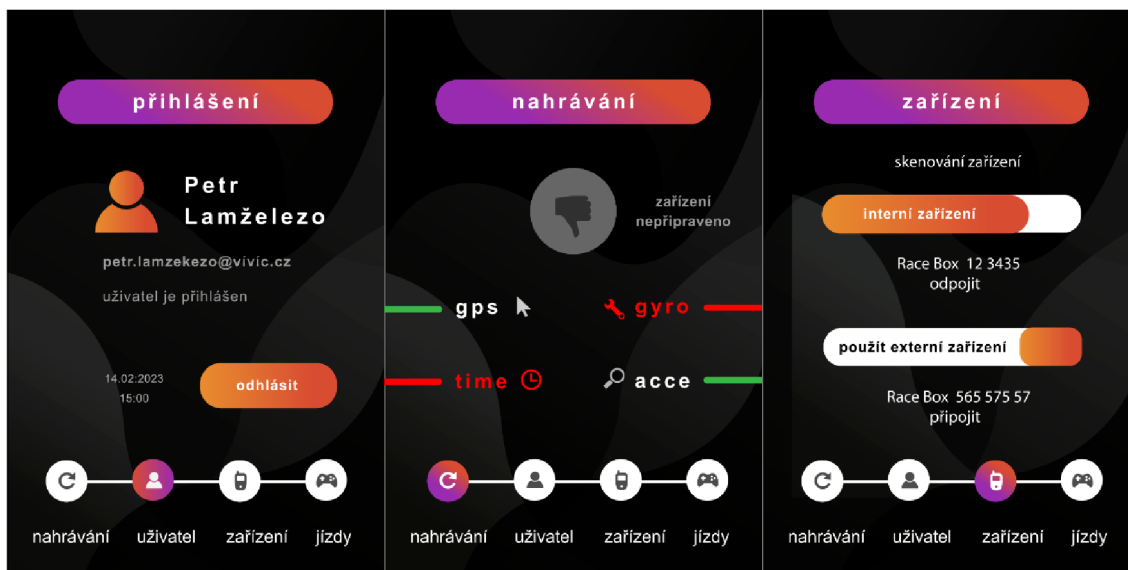 přihlášení
Petr
Lamželezo
petr.lamzekezo@vívíc.cz
uživatel je přihlášen
14.02:2023
15:00
odhlásit
nahrávání
uživatel
zařízení
jízdy
nahrávání
zařízení
nepřipraveno
gps
gyro
time
acce
nahrávání
uživatel
zařízení
jízdy
zařízení
skenování zařízení
interní zařízení
Race Box 12 3435
odpojit
použít externí zařízení
Race Box 565 575 57
připojit
nahrávání
uživatel
zařízení
jízdy